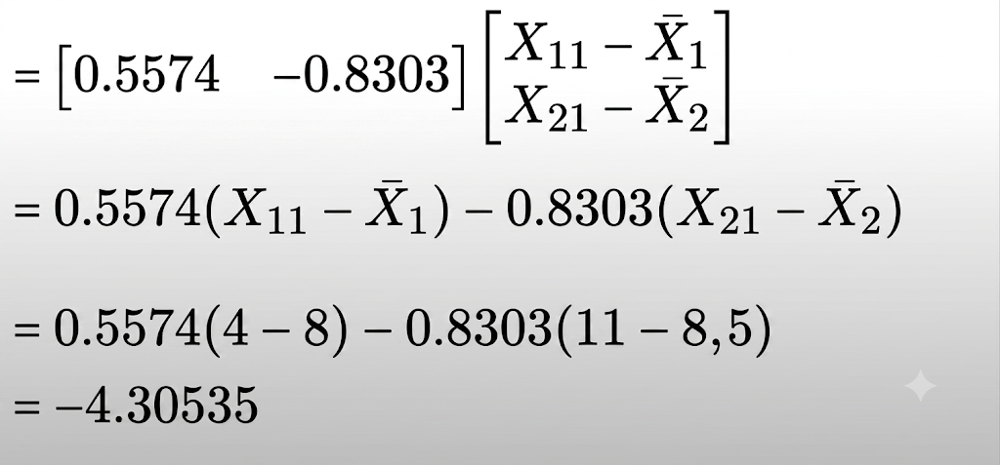 = [0.5574 −0.8303] [X₁₁ − X̄₁
X₂₁ − X̄₂]
= 0.5574(X₁₁ − X̄₁) − 0.8303(X₂₁ − X̄₂)
= 0.5574(4 − 8) − 0.8303(11 − 8,5)
= −4.30535